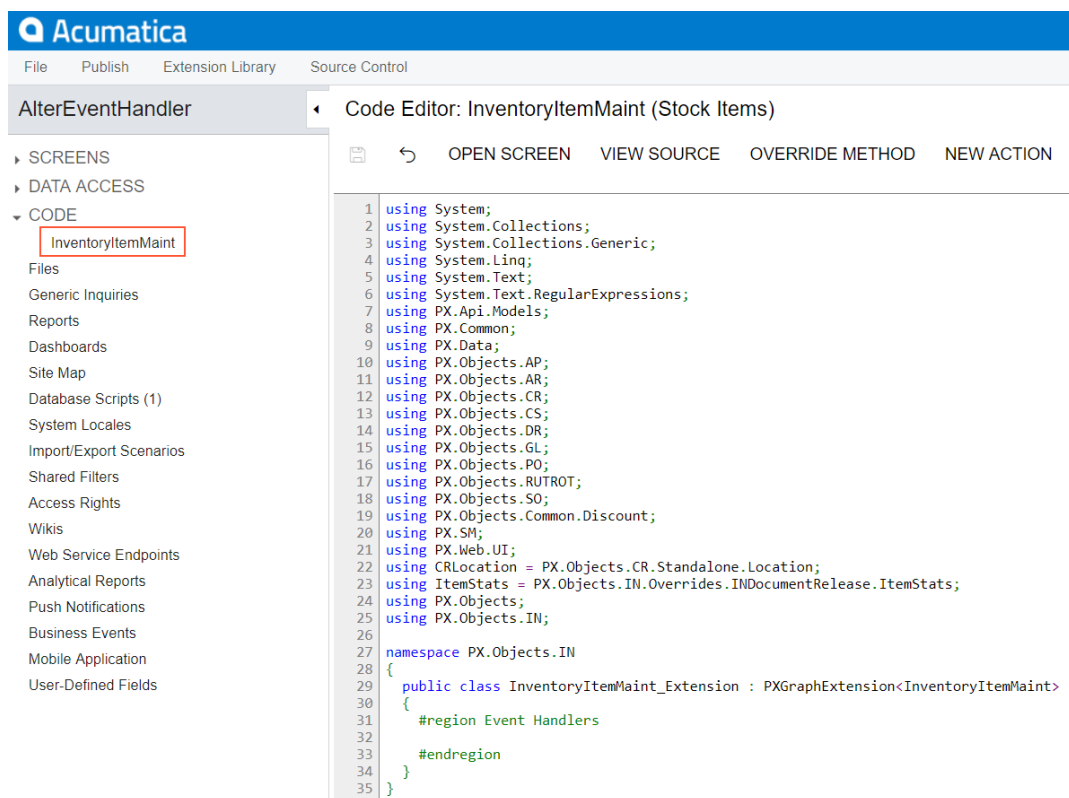 Acumatica
File Publish Extension Library Source Control
AlterEventHandler
SCREENS
DATA ACCESS
CODE
InventoryItemMaint
Files
Generic Inquiries
Reports
Dashboards
Site Map
Database Scripts (1)
System Locales
Import/Export Scenarios
Shared Filters
Access Rights
Wikis
Web Service Endpoints
Analytical Reports
Push Notifications
Business Events
Mobile Application
User-Defined Fields
Code Editor: InventoryItemMaint (Stock Items)
OPEN SCREEN VIEW SOURCE OVERRIDE METHOD NEW ACTION
1 using System;
2 using System.Collections;
3 using System.Collections.Generic;
4 using System.Linq;
5 using System.Text;
6 using System.Text.RegularExpressions;
7 using PX.Api.Models;
8 using PX.Common;
9 using PX.Data;
10 using PX.Objects.AP;
11 using PX.Objects.AR;
12 using PX.Objects.CR;
13 using PX.Objects.CS;
14 using PX.Objects.DR;
15 using PX.Objects.GL;
16 using PX.Objects.PO;
17 using PX.Objects.RUTROT;
18 using PX.Objects.SO;
19 using PX.Objects.Common.Discount;
20 using PX.SM;
21 using PX.Web.UI;
22 using CRLocation = PX.Objects.CR.Standalone.Location;
23 using ItemStats = PX.Objects.IN.Overrides.INDocumentRelease.ItemStats;
24 using PX.Objects;
25 using PX.Objects.IN;
26
27 namespace PX.Objects.IN
28 {
29 public class InventoryItemMaint_Extension : PXGraphExtension<InventoryItemMaint>
30 {
31 #region Event Handlers
32
33 #endregion
34 }
35 }